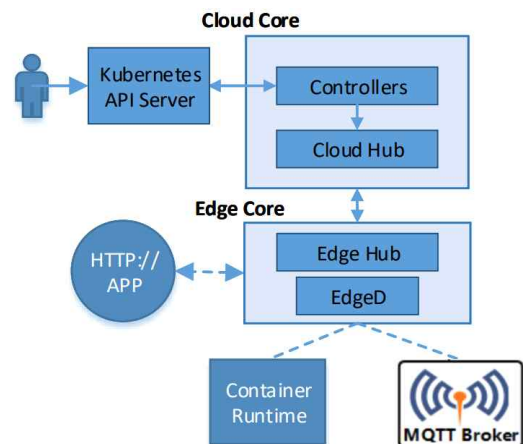 Cloud Core
Kubernetes
API Server
Controllers
Cloud Hub
Edge Core
HTTP://
APP
Edge Hub
EdgeD
Container
Runtime
MQTT Broker